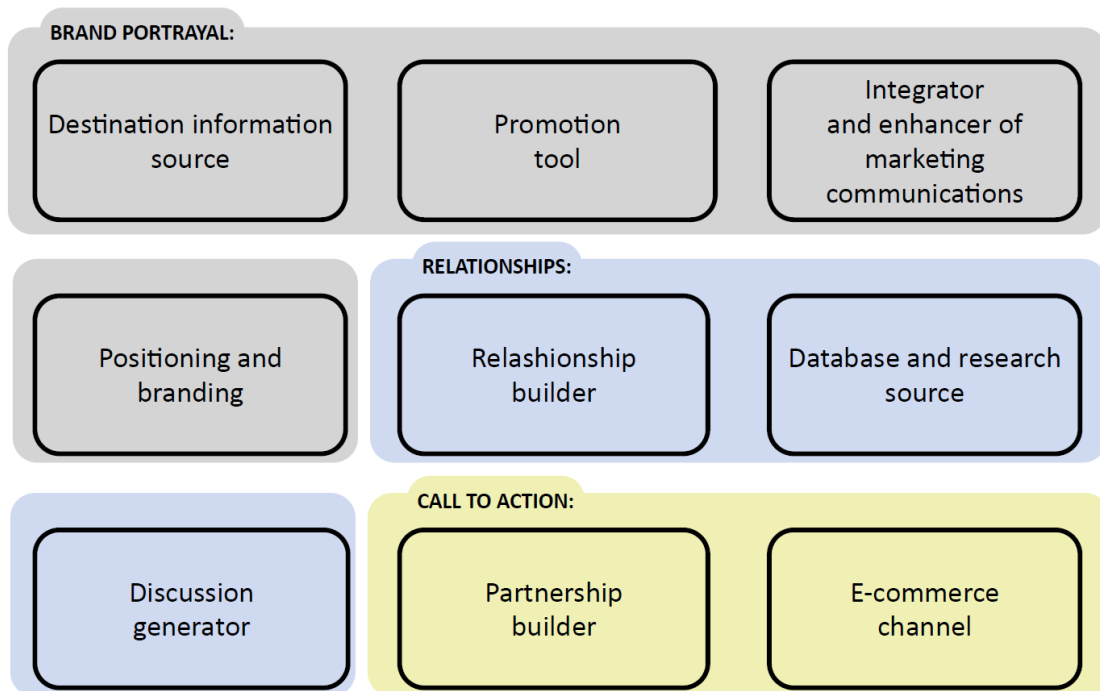 BRAND PORTRAYAL:
Destination information
source
Promotion
tool
Integrator
and enhancer of
marketing
communications
Positioning and
branding
RELATIONSHIPS:
Relashionship
builder
Database and research
source
Discussion
generator
CALL TO ACTION:
Partnership
builder
E-commerce
channel